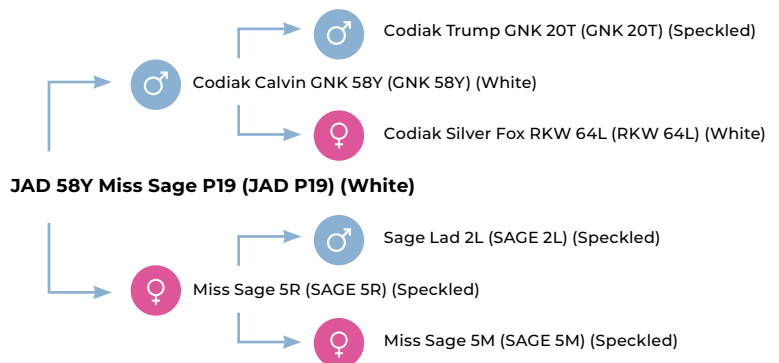 Codiak Trump GNK 20T (GNK 20T) (Speckled)
Codiak Calvin GNK 58Y (GNK 58Y) (White)
Codiak Silver Fox RKW 64L (RKW 64L) (White)
JAD 58Y Miss Sage P19 (JAD P19) (White)
Sage Lad 2L (SAGE 2L) (Speckled)
Miss Sage 5R (SAGE 5R) (Speckled)
Miss Sage 5M (SAGE 5M) (Speckled)